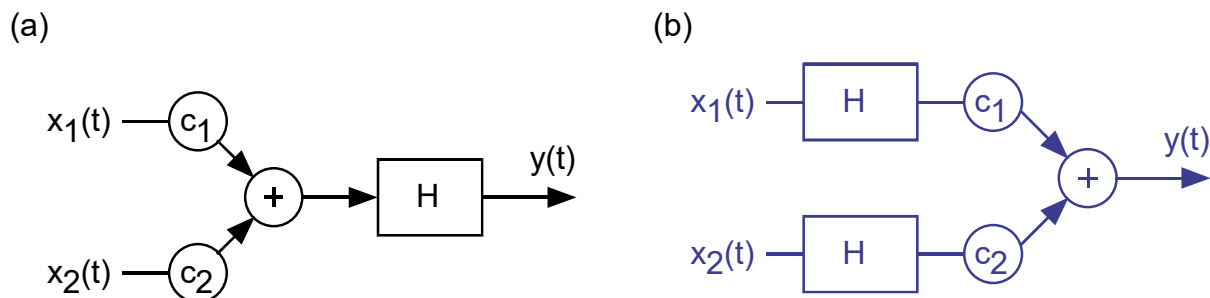 (a)
x1(t)
c1
+
H
y(t)
x2(t)
c2
(b)
x1(t)
H
c1
+
y(t)
x2(t)
H
c2